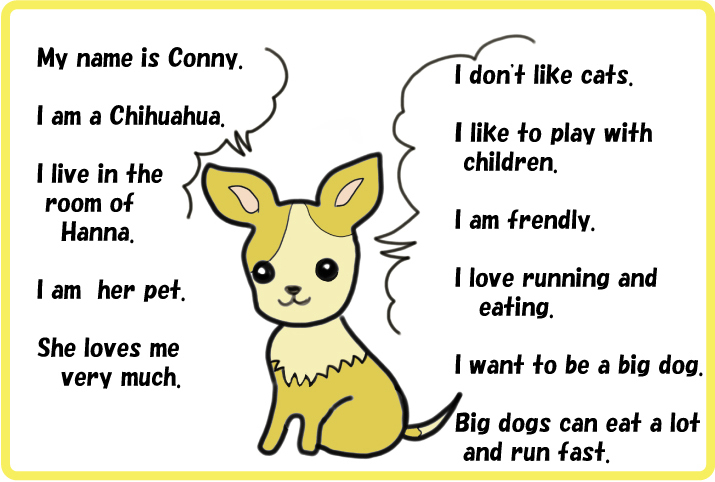 My name is Conny.
I am a Chihuahua.
I live in the
room of
Hanna.
I am her pet.
She loves me
very much.
I don't like cats.
I like to play with
children.
I am frendly.
I love running and
eating.
I want to be a big dog.
Big dogs can eat a lot
and run fast.